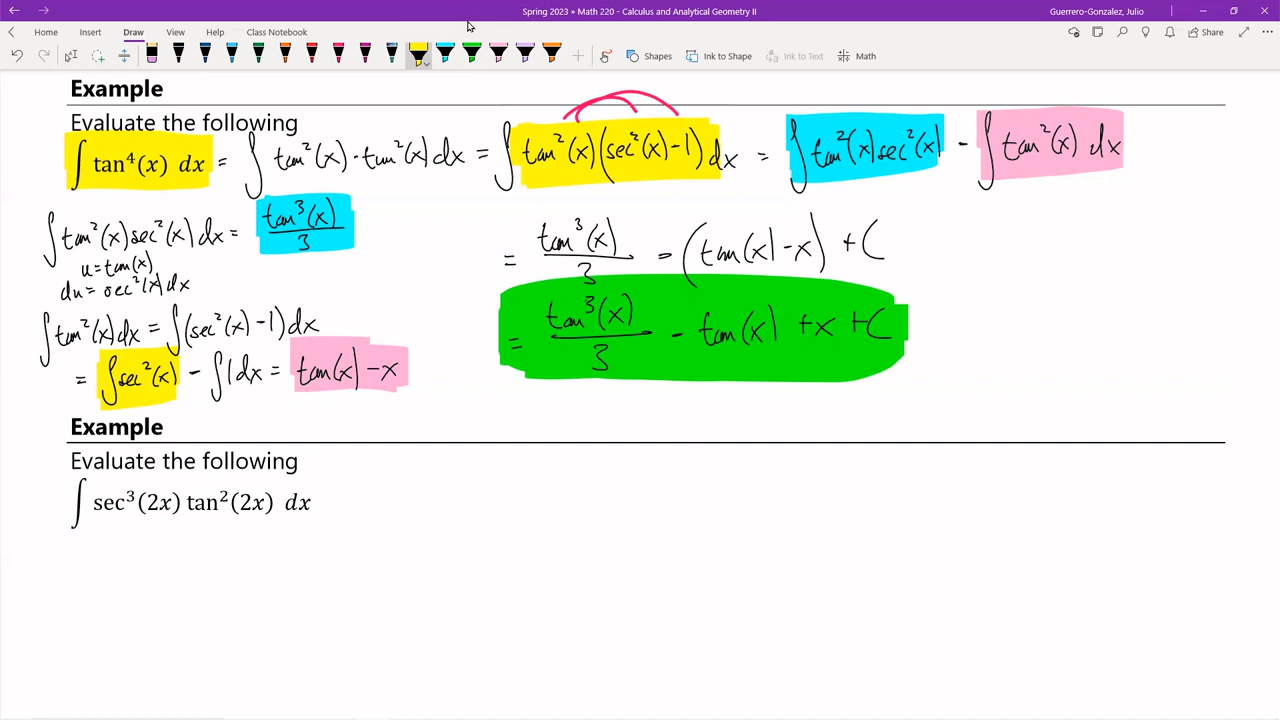 Spring 2023 » Math 220 - Calculus and Analytical Geometry II
Guerrero-Gonzalez, Julio
Home Insert Draw View Help Class Notebook
Share
Shapes Ink to Shape Ink to Text Math
Example
Evaluate the following
∫ tan⁴(x) dx = ∫ tan²(x)·tan²(x) dx = ∫ tan²(x)(sec²(x) -1) dx = ∫ tan²(x) sec²(x) - ∫ tan²(x) dx
∫ tan²(x) sec²(x) dx = tan³(x)/3
u = tan(x)
du = sec²(x) dx
∫ tan²(x) dx = ∫ (sec²(x) -1) dx
= ∫ sec²(x) - ∫ 1 dx = tan(x) - x
= tan³(x)/3 - (tan(x) - x) + C
= tan³(x)/3 - tan(x) + x + C
Example
Evaluate the following
∫ sec³(2x) tan²(2x) dx